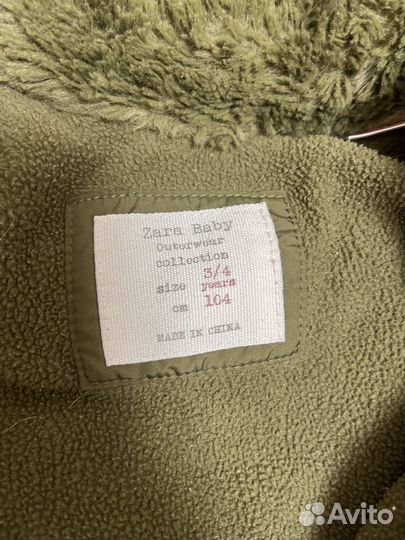 Zara Baby
Outerwear
collection
size 3/4 years
cm 104
MADE IN CHINA
Avito